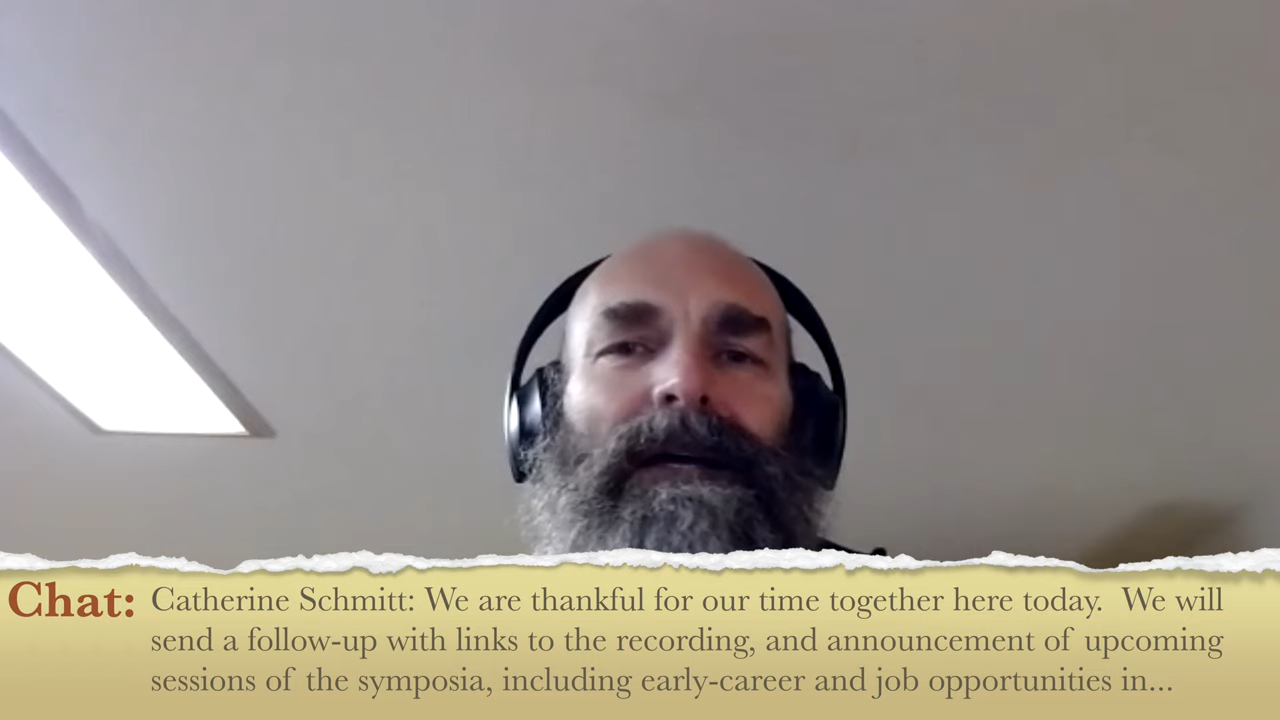 Chat: Catherine Schmitt: We are thankful for our time together here today.  We will
send a follow-up with links to the recording, and announcement of upcoming
sessions of the symposia, including early-career and job opportunities in...